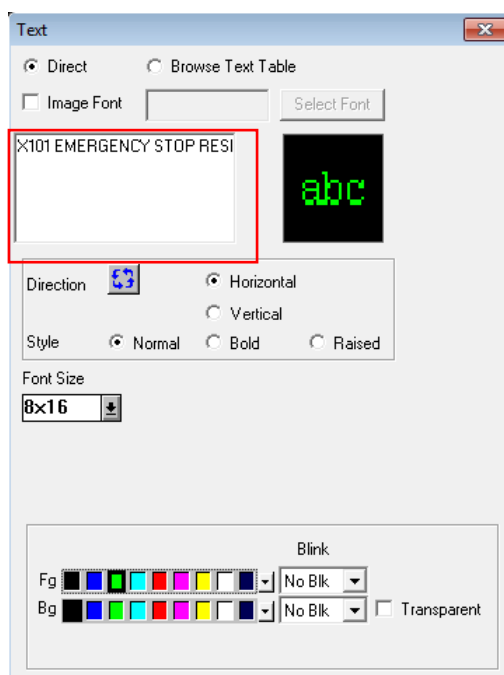 Text
Direct Browse Text Table
Image Font Select Font
X101 EMERGENCY STOP RESI
abc
Direction Horizontal
Vertical
Style Normal Bold Raised
Font Size
8x16
Blink
Fg No Blk
Bg No Blk Transparent